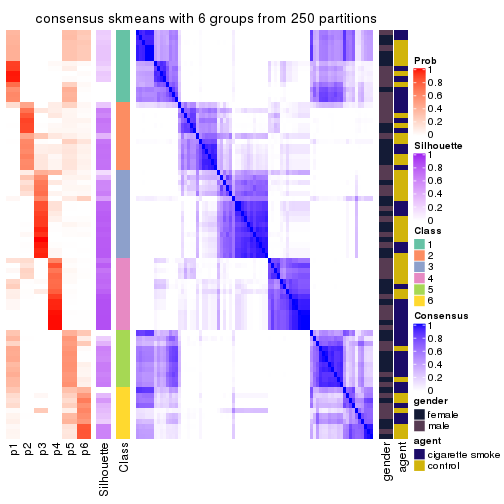 consensus skmeans with 6 groups from 250 partitions
Prob
1
0.8
0.6
0.4
0.2
0
Silhouette
1
0.8
0.6
0.4
0.2
0
Class
1
2
3
4
5
6
Consensus
1
0.8
0.6
0.4
0.2
0
gender
female
male
agent
cigarette smoke
control
p1
p2
p3
p4
p5
p6
Silhouette
Class
gender
agent